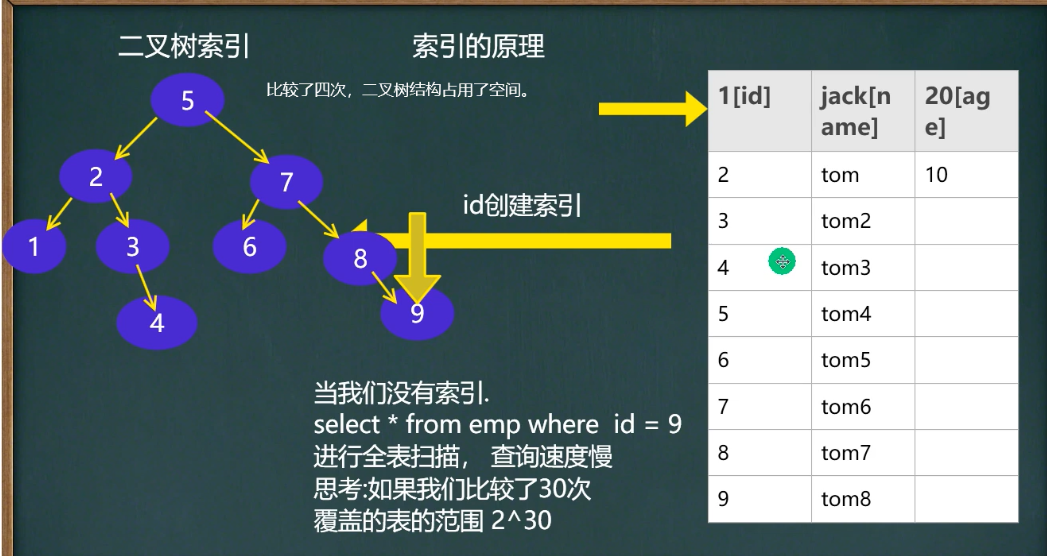 二叉树索引
索引的原理
比较了四次，二叉树结构占用了空间。
5
2
7
1
3
6
8
4
9
id创建索引
当我们没有索引.
select * from emp where id = 9
进行全表扫描， 查询速度慢
思考:如果我们比较了30次
覆盖的表的范围 2^30
1[id] jack[n 20[ag
ame] e]
2 tom 10
3 tom2
4 tom3
5 tom4
6 tom5
7 tom6
8 tom7
9 tom8